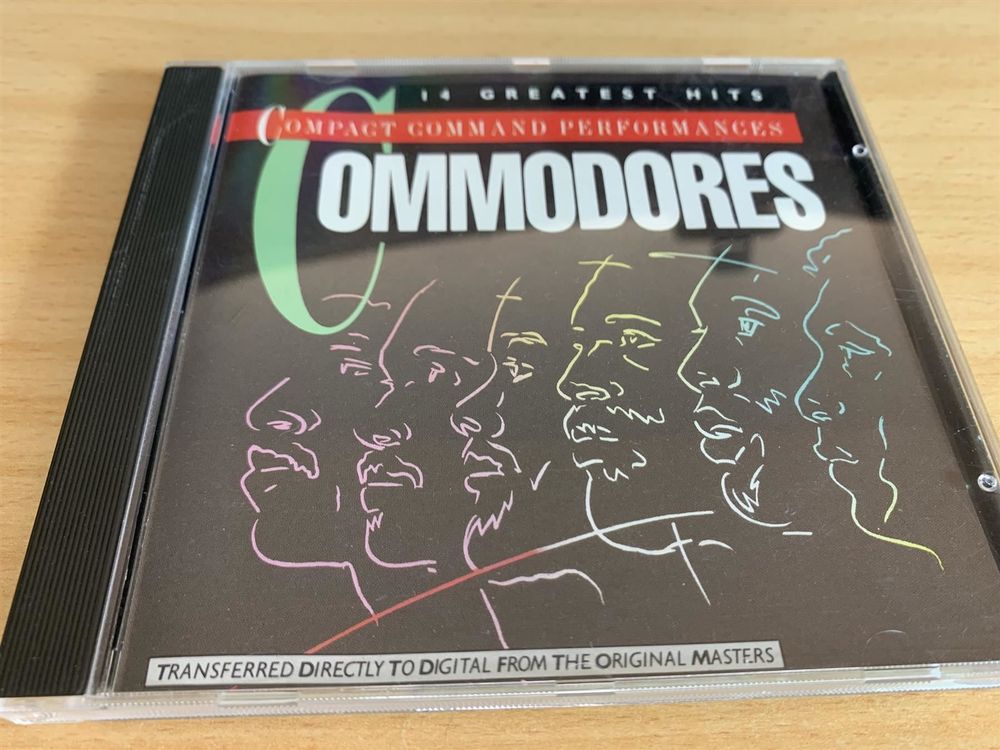 14 GREATEST HITS
COMPACT COMMAND PERFORMANCES
COMMODORES
TRANSFERRED DIRECTLY TO DIGITAL FROM THE ORIGINAL MASTERS